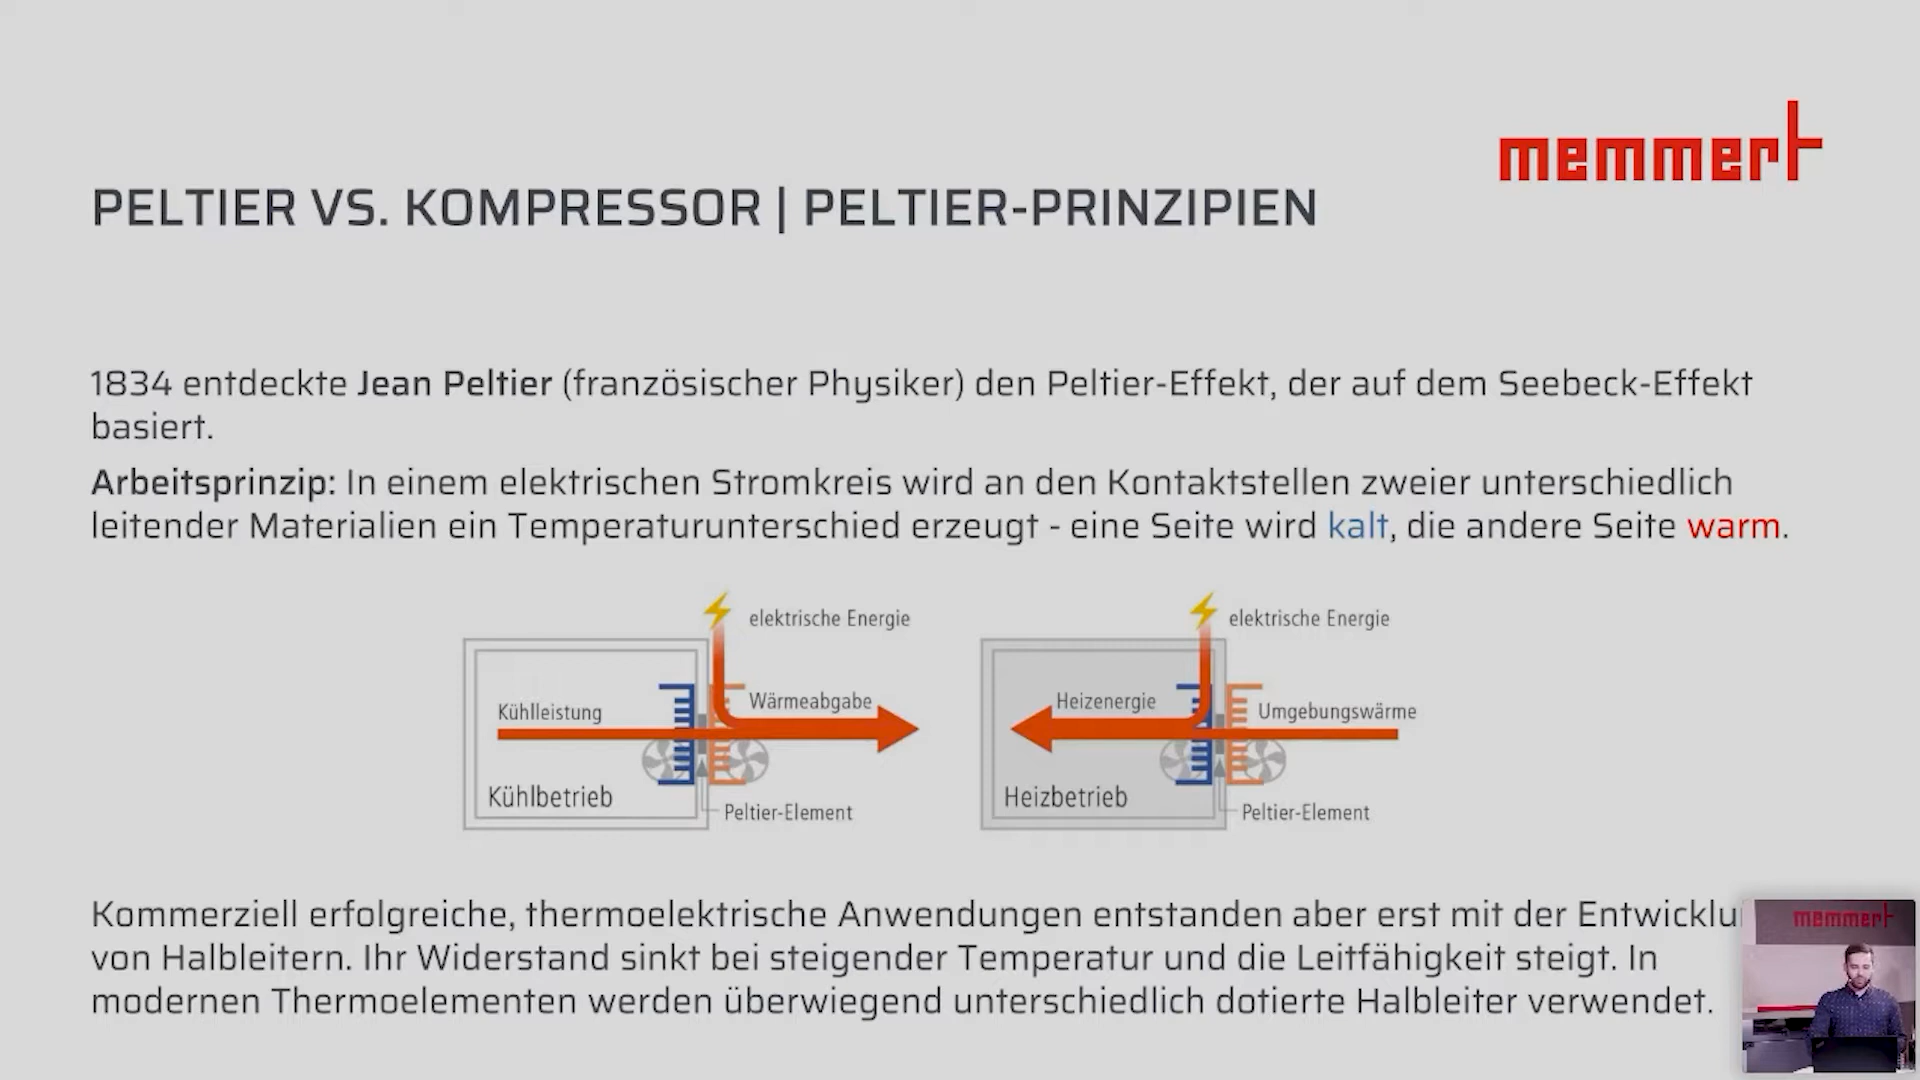 memmert
PELTIER VS. KOMPRESSOR | PELTIER-PRINZIPIEN
1834 entdeckte Jean Peltier (französischer Physiker) den Peltier-Effekt, der auf dem Seebeck-Effekt
basiert.
Arbeitsprinzip: In einem elektrischen Stromkreis wird an den Kontaktstellen zweier unterschiedlich
leitender Materialien ein Temperaturunterschied erzeugt - eine Seite wird kalt, die andere Seite warm.
elektrische Energie
Kühlleistung
Wärmeabgabe
Kühlbetrieb
Peltier-Element
elektrische Energie
Heizenergie
Umgebungswärme
Heizbetrieb
Peltier-Element
Kommerziell erfolgreiche, thermoelektrische Anwendungen entstanden aber erst mit der Entwicklu
von Halbleitern. Ihr Widerstand sinkt bei steigender Temperatur und die Leitfähigkeit steigt. In
modernen Thermoelementen werden überwiegend unterschiedlich dotierte Halbleiter verwendet.
memmert